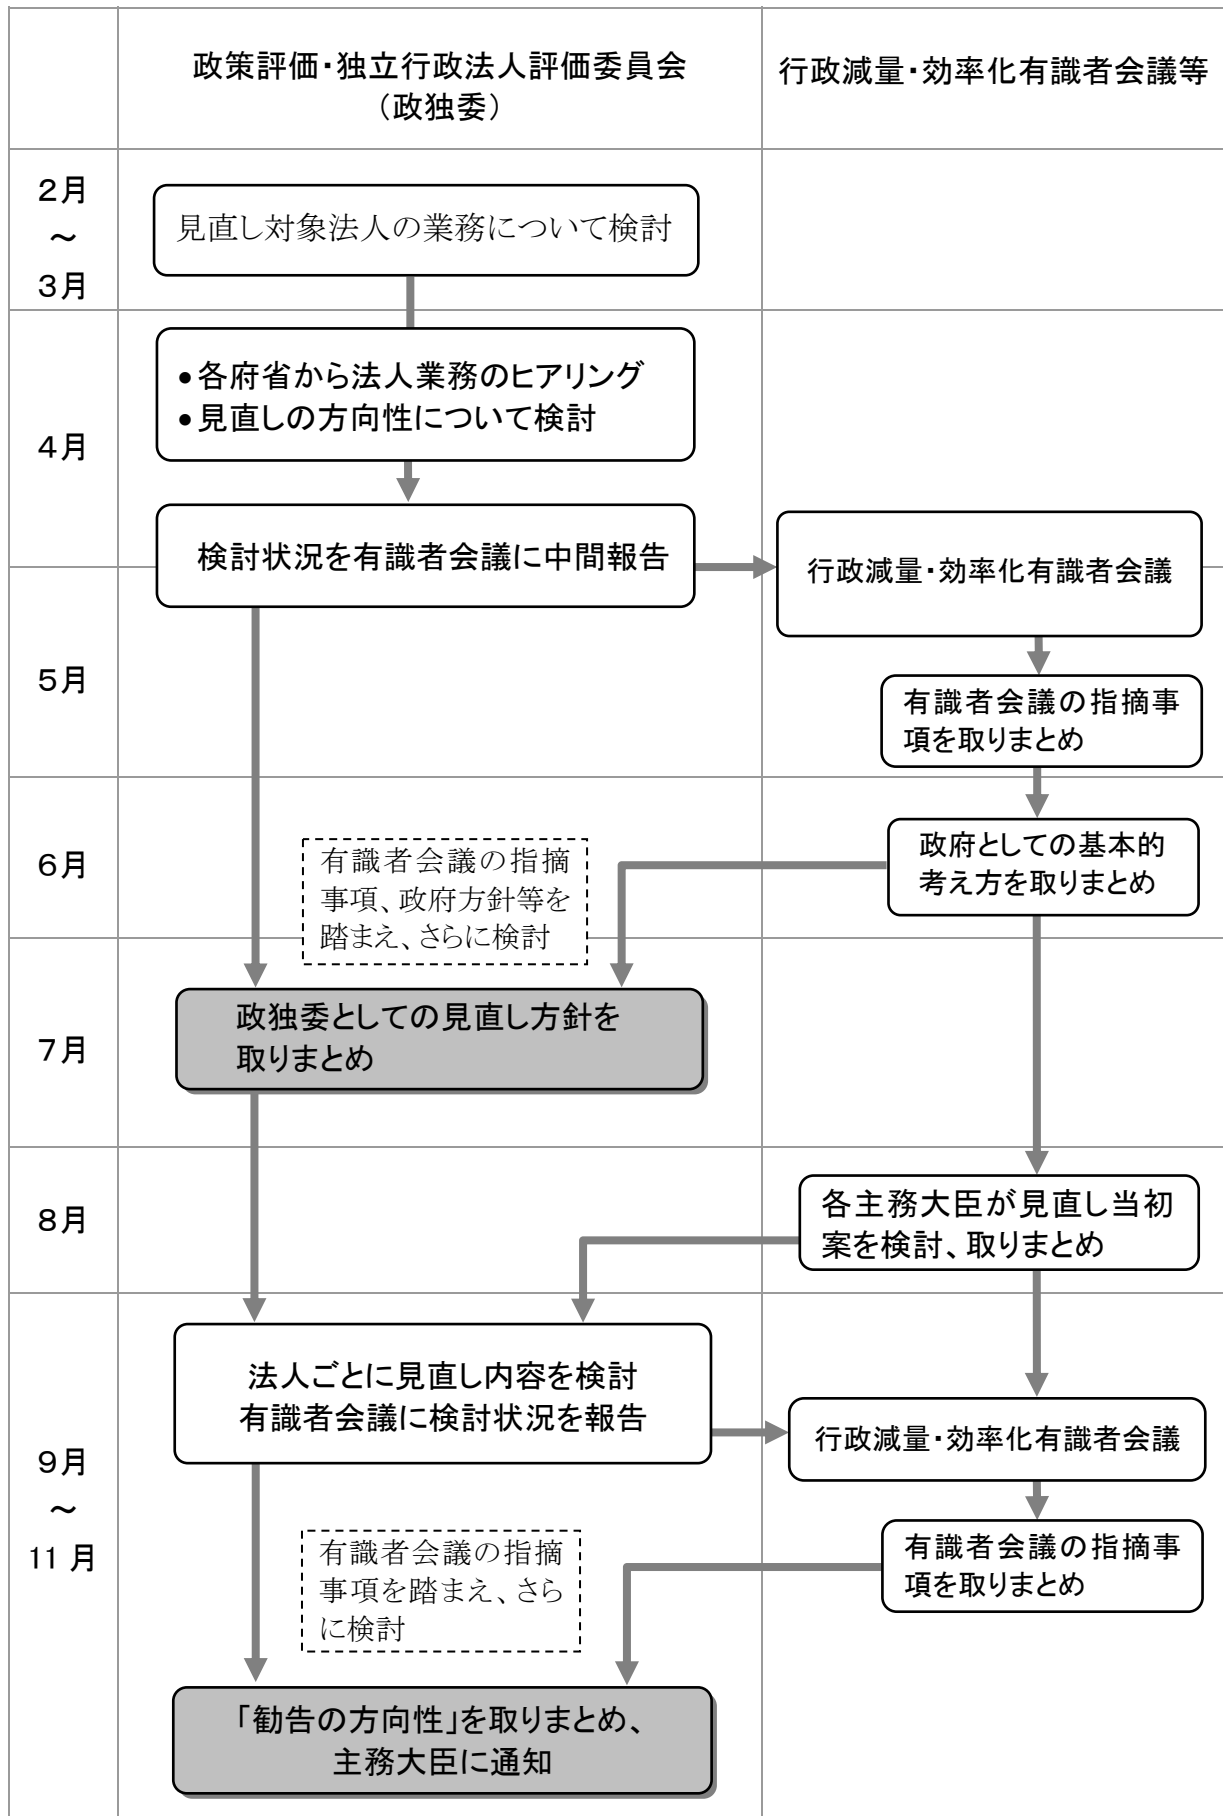 政策評価・独立行政法人評価委員会
（政独委）
行政減量・効率化有識者会議等
2月
～
3月
見直し対象法人の業務について検討
4月
•各府省から法人業務のヒアリング
•見直しの方向性について検討
検討状況を有識者会議に中間報告
行政減量・効率化有識者会議
5月
有識者会議の指摘事
項を取りまとめ
6月
有識者会議の指摘
事項、政府方針等を
踏まえ、さらに検討
政府としての基本的
考え方を取りまとめ
7月
政独委としての見直し方針を
取りまとめ
8月
各主務大臣が見直し当初
案を検討、取りまとめ
9月
～
11月
法人ごとに見直し内容を検討
有識者会議に検討状況を報告
行政減量・効率化有識者会議
有識者会議の指摘
事項を踏まえ、さら
に検討
有識者会議の指摘事
項を取りまとめ
「勧告の方向性」を取りまとめ、
主務大臣に通知